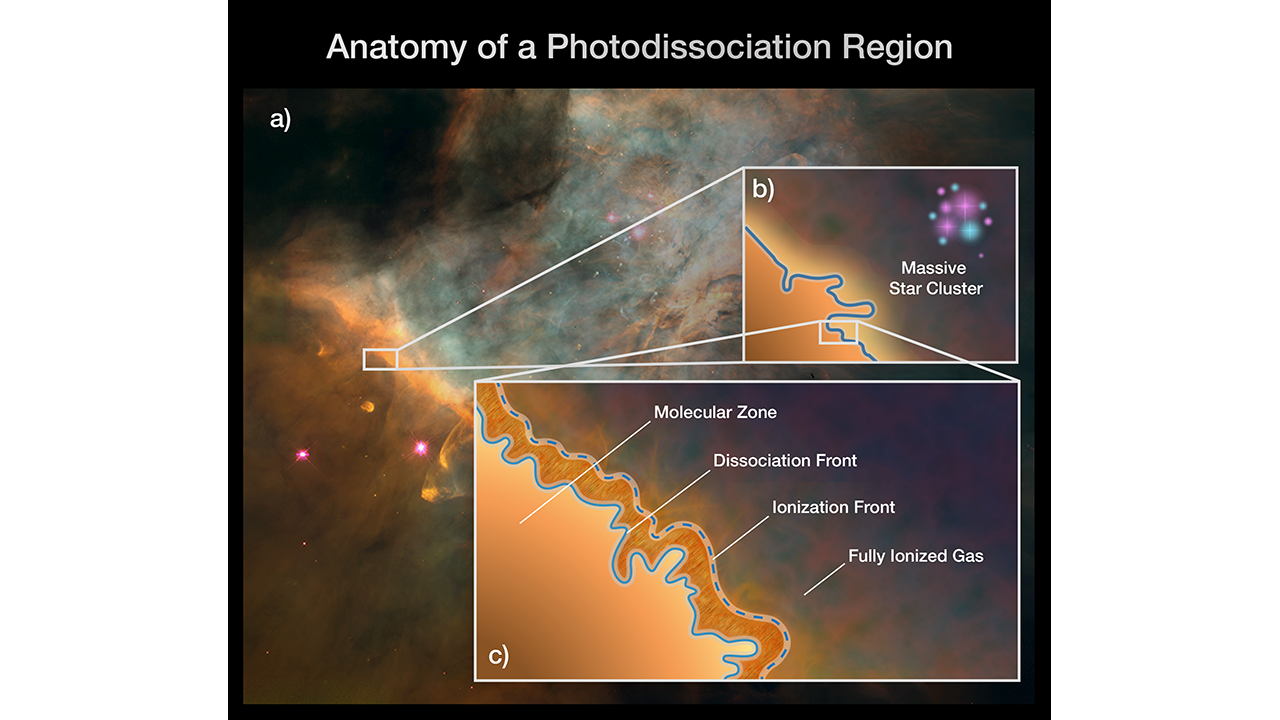 Anatomy of a Photodissociation Region
a)
b)
Massive
Star Cluster
Molecular Zone
Dissociation Front
Ionization Front
Fully Ionized Gas
c)